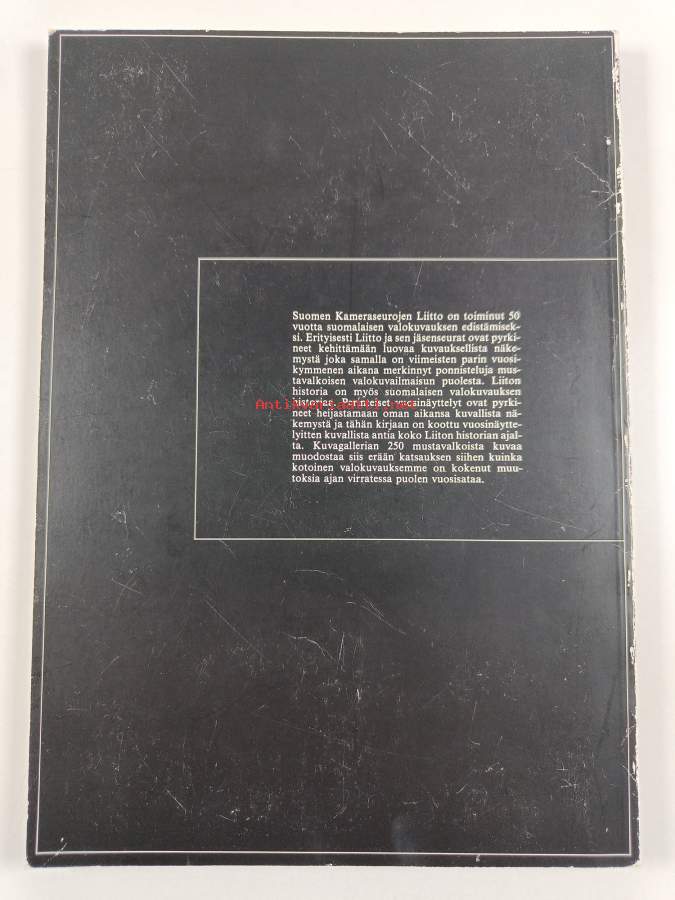 Suomen Kameraseurojen Liitto on toiminut 50
vuotta suomalaisen valokuvauksen edistämisek-
si. Erityisesti Liitto ja sen jäsenseurat ovat pyrki-
neet kehittämään luovaa kuvauksellista näke-
mystä joka samalla on viimeisten parin vuosi-
kymmenen aikana merkinnyt ponnisteluja mus-
tavalkoisen valokuvailmaisun puolesta. Liiton
historia on myös suomalaisen valokuvauksen
historiaa. Perinteiset vuosinäyttelyt ovat pyrki-
neet heijastamaan oman aikansa kuvallista nä-
kemystä ja tähän kirjaan on koottu vuosinäytte-
lyitten kuvallista antia koko Liiton historian ajal-
ta. Kuvagallerian 250 mustavalkoista kuvaa
muodostaa siis erään katsauksen siihen kuinka
kotoinen valokuvauksemme on kokenut muu-
toksia ajan virratessa puolen vuosisataa.
Antikvariaatti.net